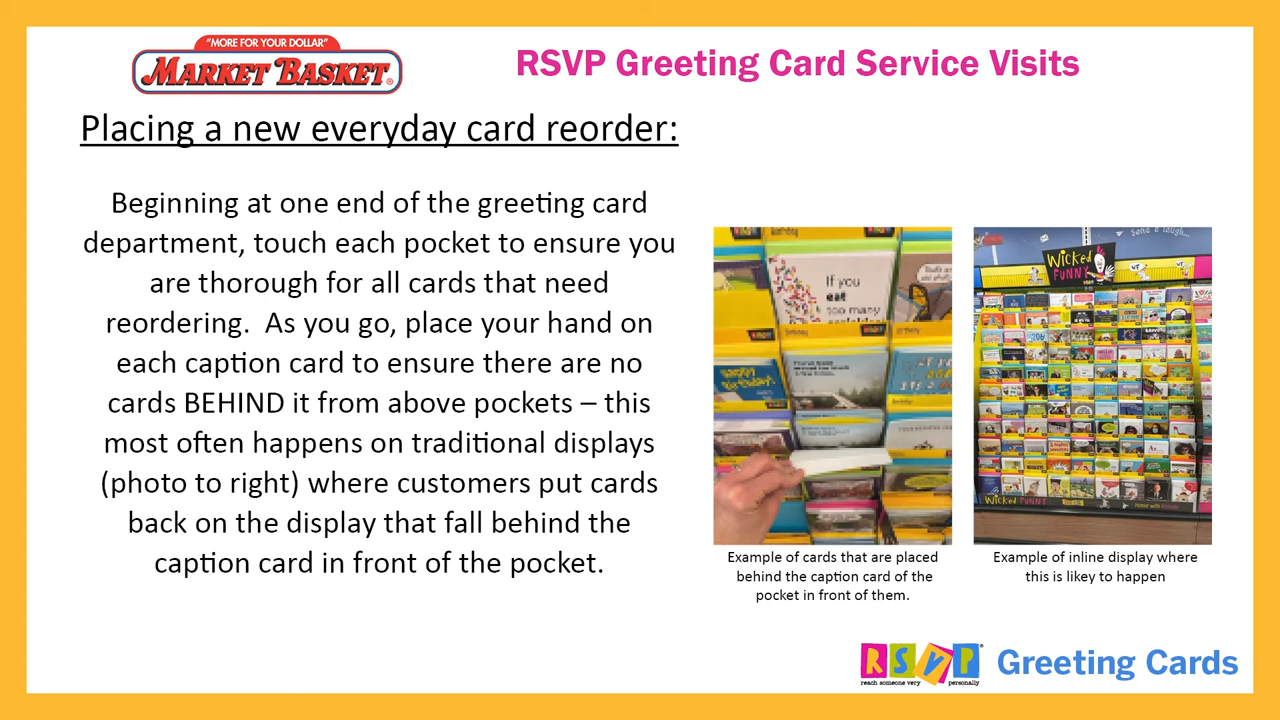 "MORE FOR YOUR DOLLAR"
MARKET BASKET®
RSVP Greeting Card Service Visits
Placing a new everyday card reorder:
Beginning at one end of the greeting card
department, touch each pocket to ensure you
are thorough for all cards that need
reordering.  As you go, place your hand on
each caption card to ensure there are no
cards BEHIND it from above pockets – this
most often happens on traditional displays
(photo to right) where customers put cards
back on the display that fall behind the
caption card in front of the pocket.
If you
eat
too many
Send a laugh...
Wicked
FUNNY
WICKED FUNNY
Example of cards that are placed
behind the caption card of the
pocket in front of them.
Example of inline display where
this is likey to happen
RSVP®
reach someone very personally
Greeting Cards